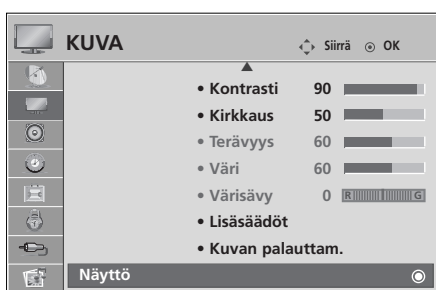 KUVA Siirrä OK
• Kontrasti 90
• Kirkkaus 50
• Terävyys 60
• Väri 60
• Värisävy 0 R G
• Lisäsäädöt
• Kuvan palauttam.
Näyttö